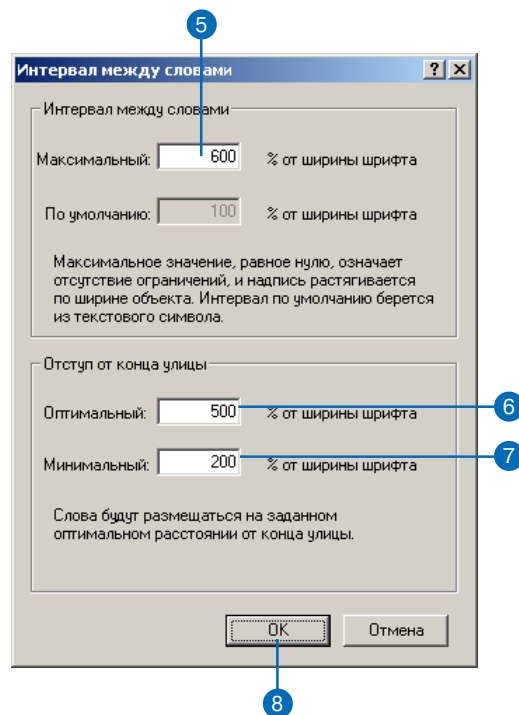 5
Интервал между словами
Интервал между словами
Максимальный: 600 % от ширины шрифта
По умолчанию: 100 % от ширины шрифта
Максимальное значение, равное нулю, означает
отсутствие ограничений, и надпись растягивается
по ширине объекта. Интервал по умолчанию берется
из текстового символа.
Отступ от конца улицы
Оптимальный: 500 % от ширины шрифта 6
Минимальный: 200 % от ширины шрифта 7
Слова будут размещаться на заданном
оптимальном расстоянии от конца улицы.
OK Отмена
8